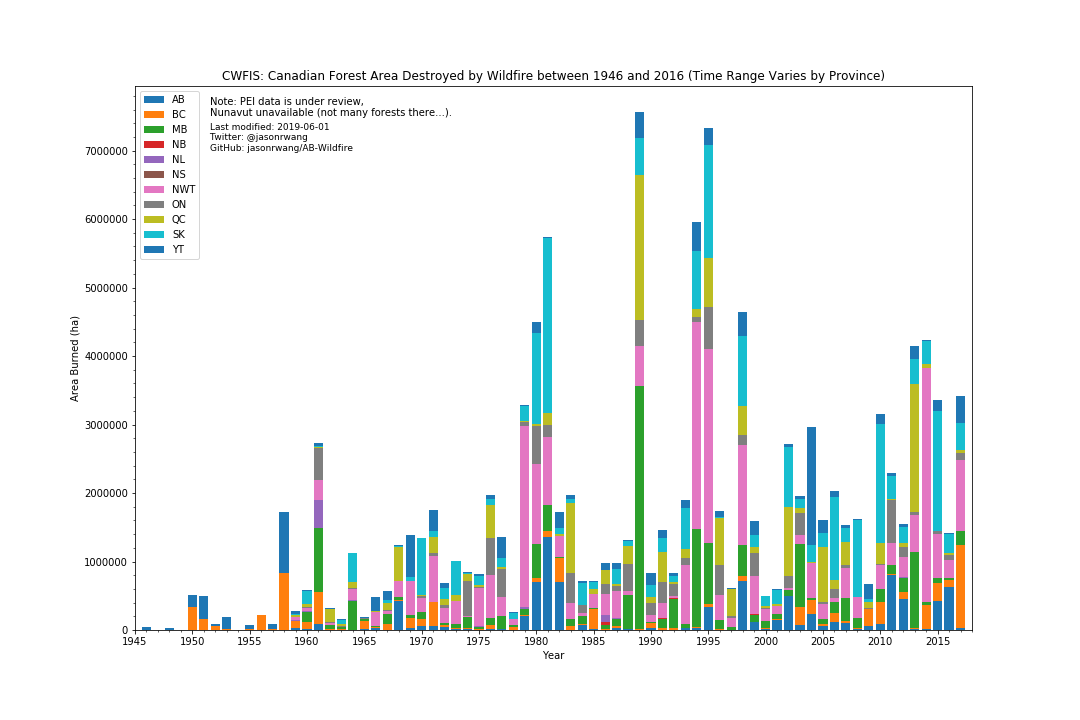 CWFIS: Canadian Forest Area Destroyed by Wildfire between 1946 and 2016 (Time Range Varies by Province)
AB
BC
MB
NB
NL
NS
NWT
ON
QC
SK
YT
Note: PEI data is under review,
Nunavut unavailable (not many forests there...).
Last modified: 2019-06-01
Twitter: @jasonrwang
GitHub: jasonrwang/AB-Wildfire
Area Burned (ha)
7000000
6000000
5000000
4000000
3000000
2000000
1000000
0
1945 1950 1955 1960 1965 1970 1975 1980 1985 1990 1995 2000 2005 2010 2015
Year